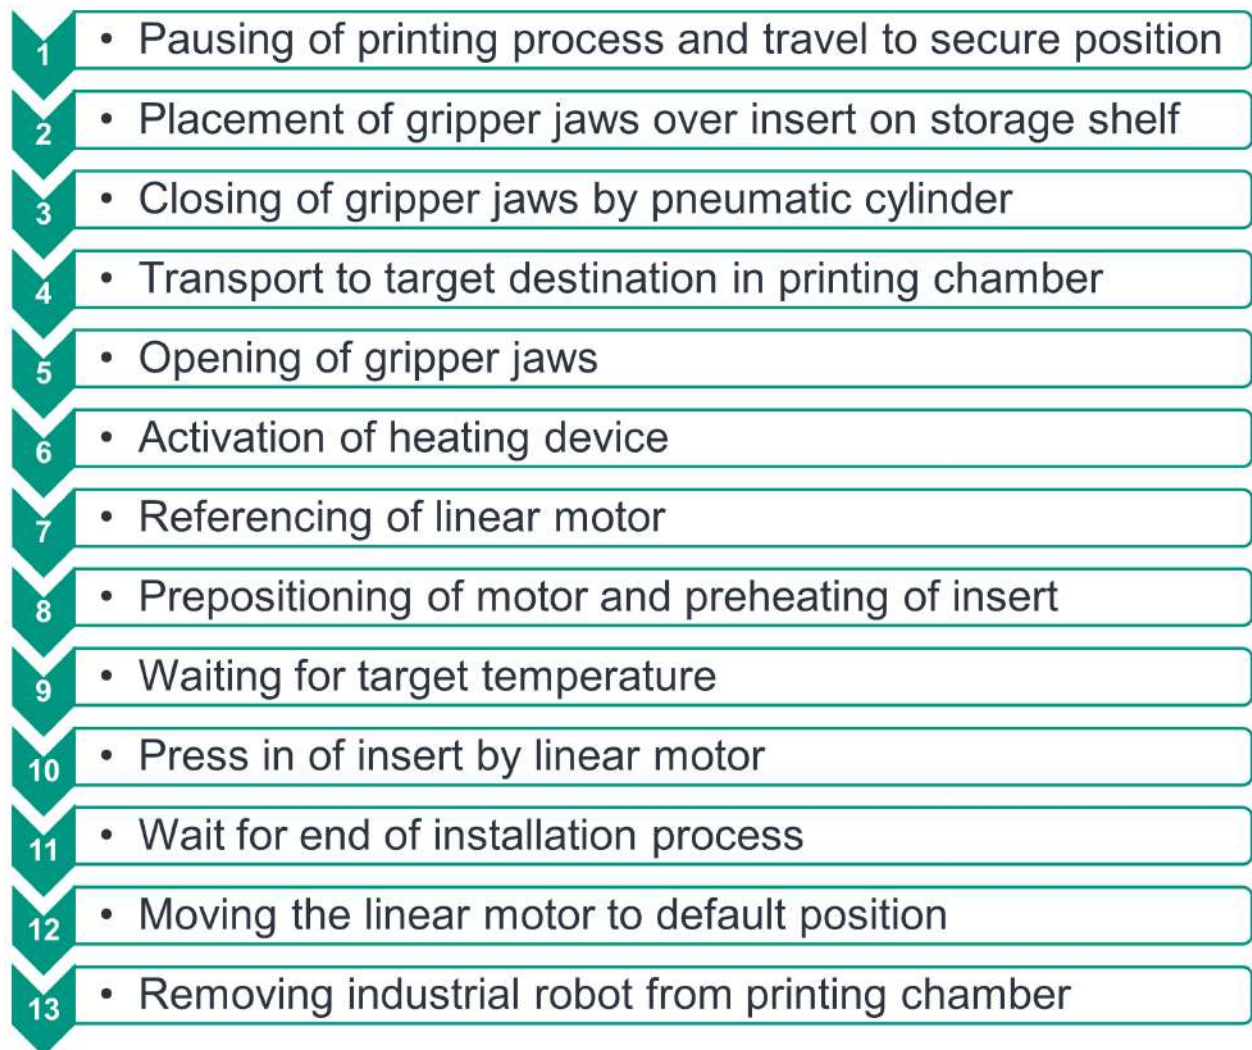 1 • Pausing of printing process and travel to secure position
2 • Placement of gripper jaws over insert on storage shelf
3 • Closing of gripper jaws by pneumatic cylinder
4 • Transport to target destination in printing chamber
5 • Opening of gripper jaws
6 • Activation of heating device
7 • Referencing of linear motor
8 • Prepositioning of motor and preheating of insert
9 • Waiting for target temperature
10 • Press in of insert by linear motor
11 • Wait for end of installation process
12 • Moving the linear motor to default position
13 • Removing industrial robot from printing chamber